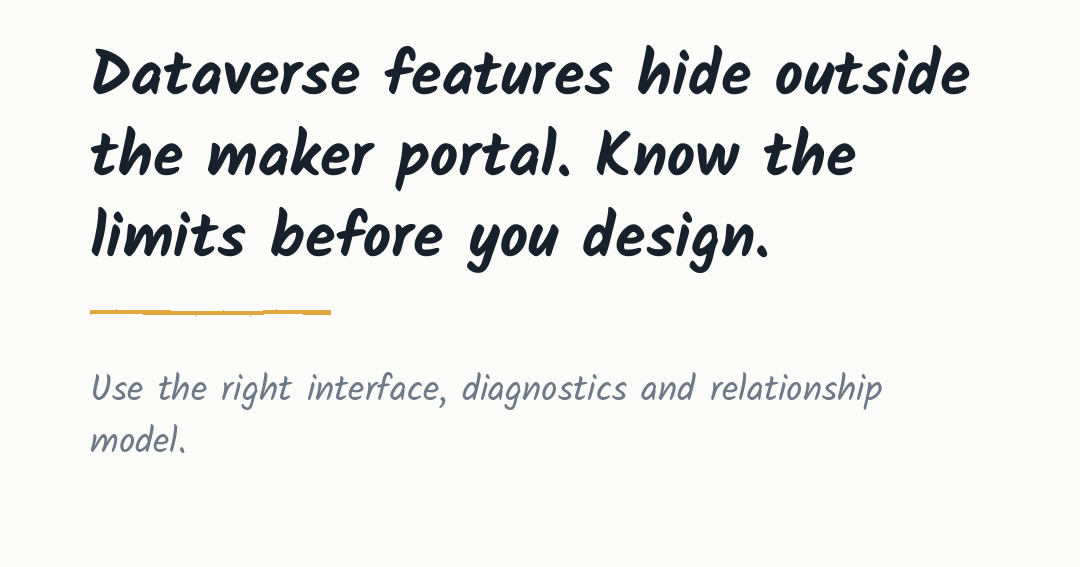 Dataverse features hide outside
the maker portal. Know the
limits before you design.
Use the right interface, diagnostics and relationship
model.